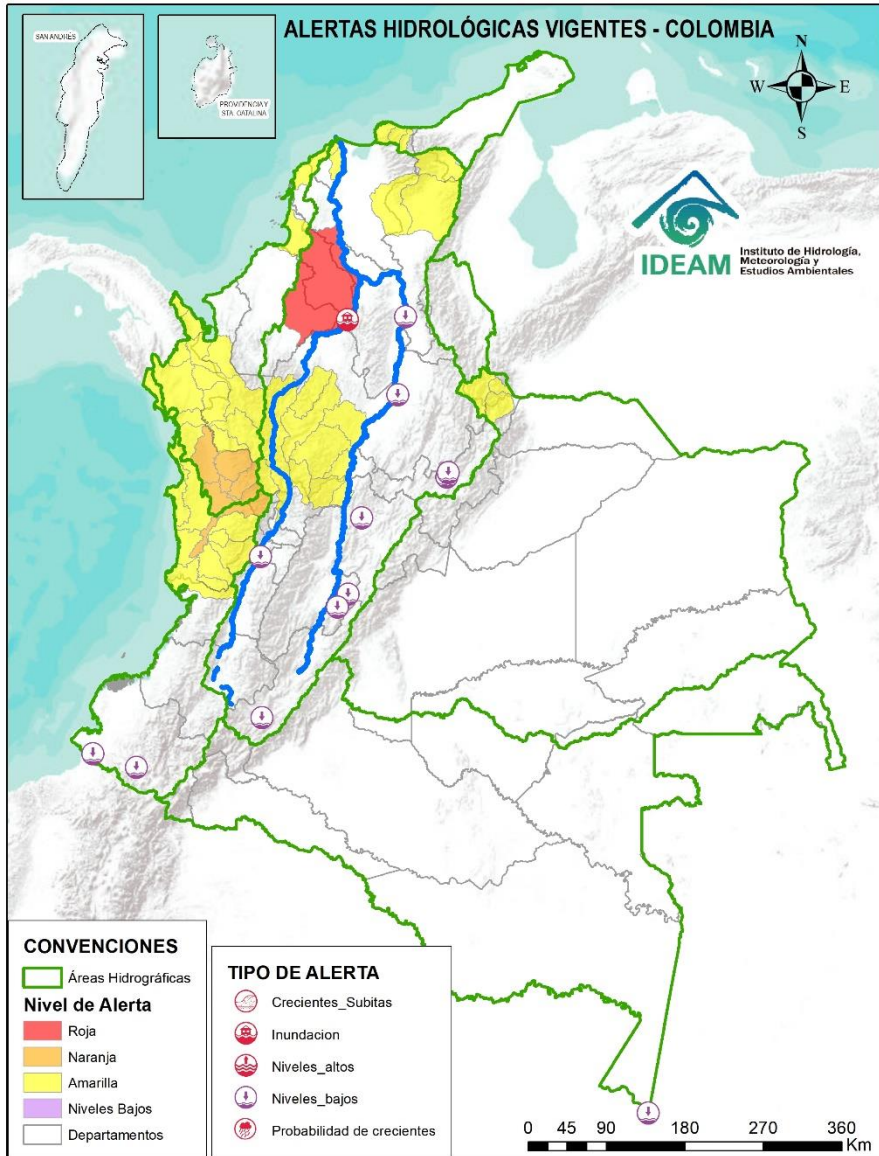 ALERTAS HIDROLÓGICAS VIGENTES - COLOMBIA
SAN ANDRÉS
PROVIDENCIA Y
STA. CATALINA
N
W
E
S
IDEAM
Instituto de Hidrología,
Meteorología y
Estudios Ambientales
CONVENCIONES
Áreas Hidrográficas
Nivel de Alerta
Roja
Naranja
Amarilla
Niveles Bajos
Departamentos
TIPO DE ALERTA
Crecientes_Subitas
Inundacion
Niveles_altos
Niveles_bajos
Probabilidad de crecientes
0 45 90 180 270 360
Km